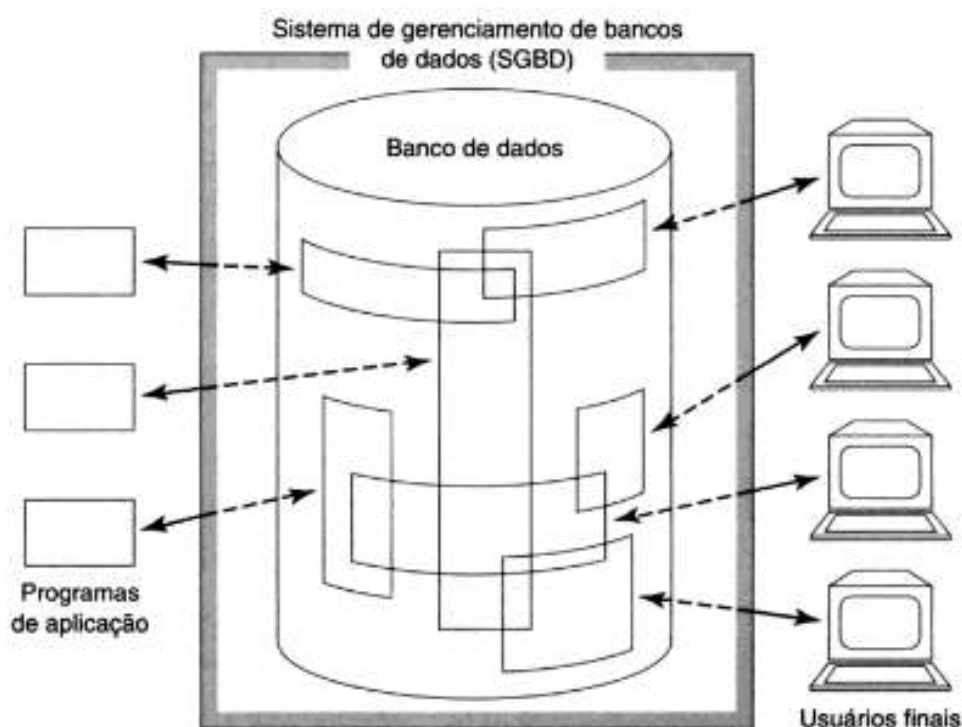 Sistema de gerenciamento de bancos
de dados (SGBD)
Banco de dados
Programas
de aplicação
Usuários finais